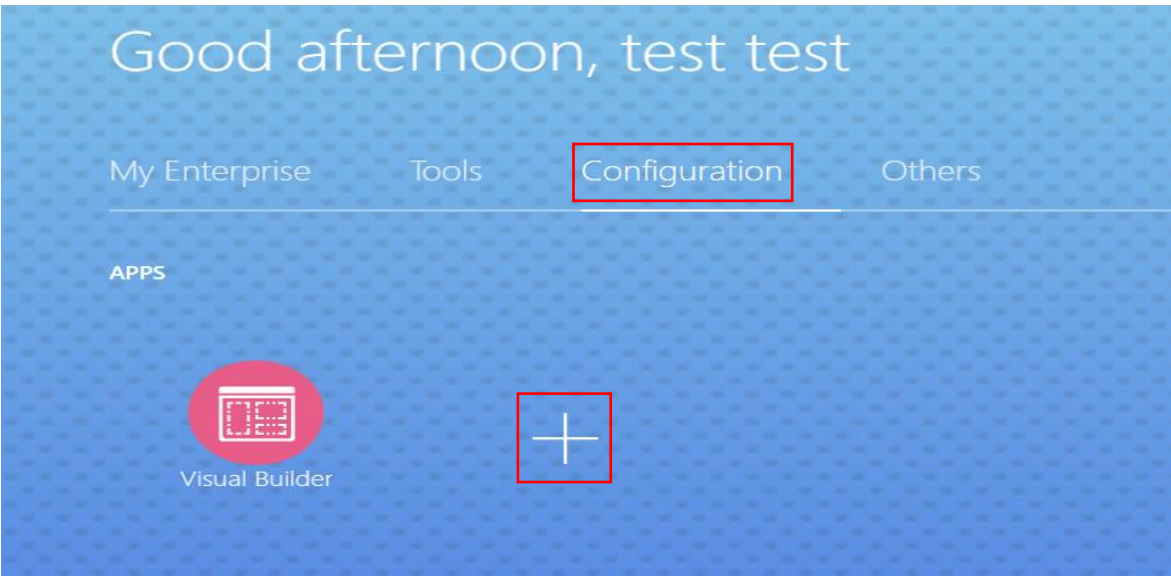 Good afternoon, test test
My Enterprise Tools Configuration Others
APPS
Visual Builder